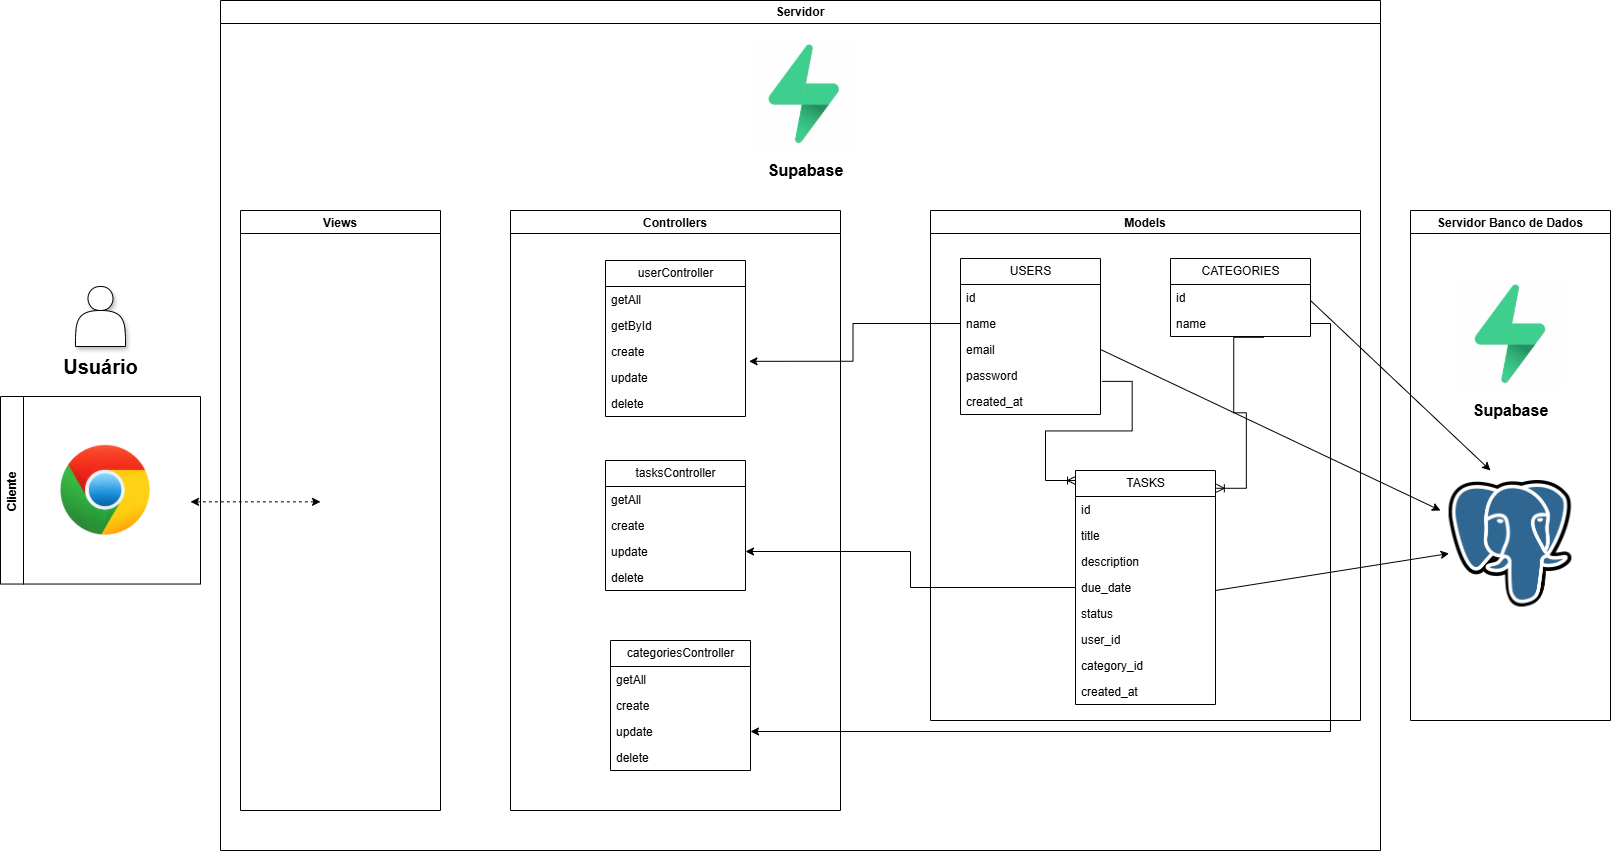 Servidor
Supabase
Usuário
Cliente
Views
Controllers
userController
getAll
getById
create
update
delete
tasksController
getAll
create
update
delete
categoriesController
getAll
create
update
delete
Models
USERS
id
name
email
password
created_at
CATEGORIES
id
name
TASKS
id
title
description
due_date
status
user_id
category_id
created_at
Servidor Banco de Dados
Supabase